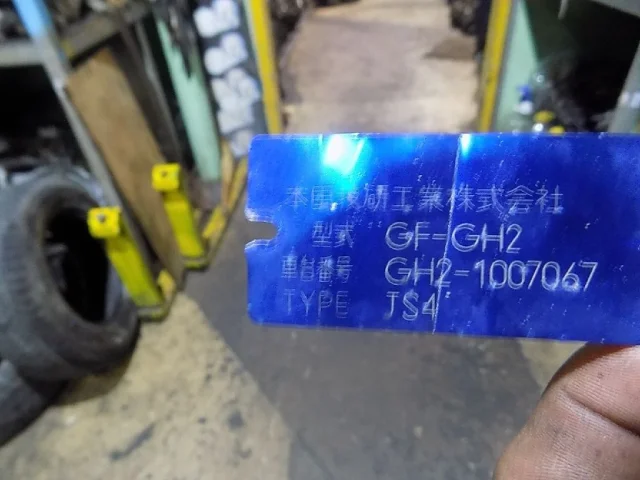 本田技研工業株式会社
型式 GF-GH2
車台番号 GH2-1007067
TYPE JS4